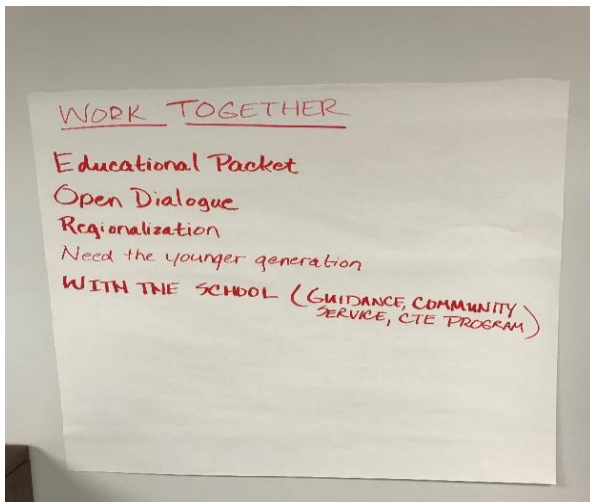 WORK TOGETHER
Educational Packet
Open Dialogue
Regionalization
Need the younger generation
WITH THE SCHOOL (GUIDANCE, COMMUNITY
SERVICE, CTE PROGRAM)